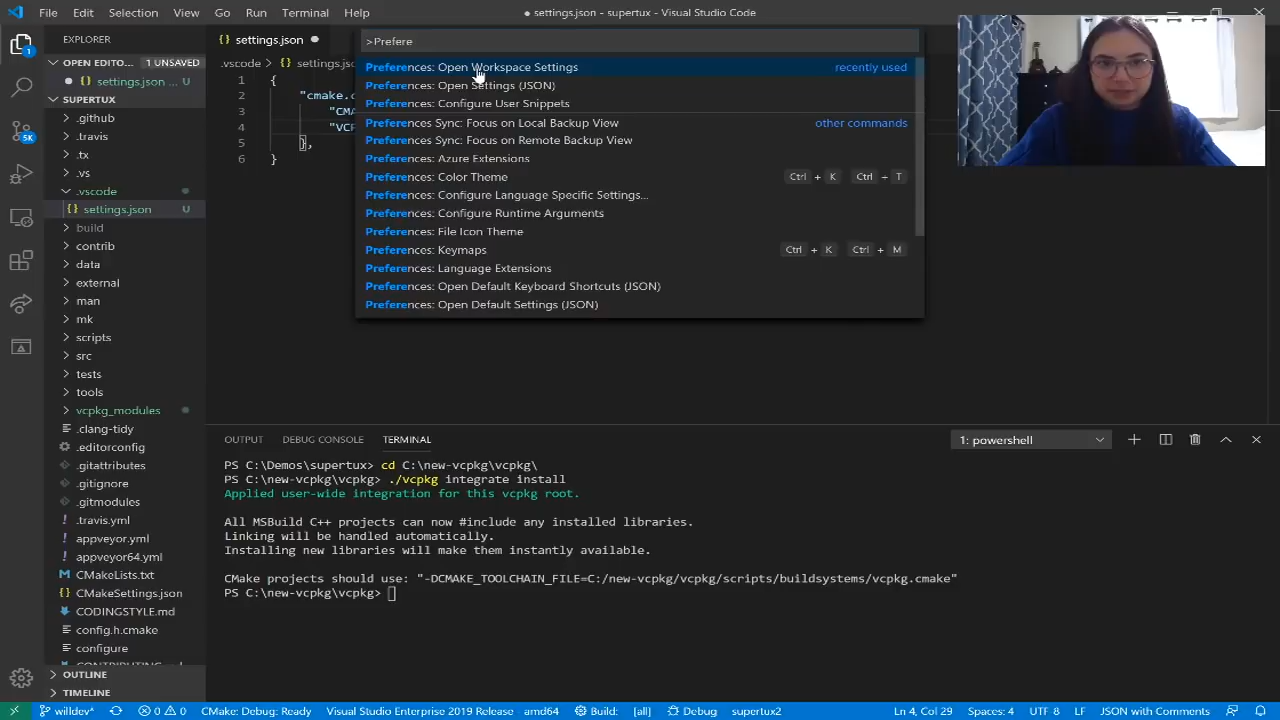 File Edit Selection View Go Run Terminal Help
● settings.json - supertux - Visual Studio Code
EXPLORER
OPEN EDITORS 1 UNSAVED
● settings.json ... U
SUPERTUX
.github
.travis
.tx
.vs
.vscode
settings.json U
build
contrib
data
external
man
mk
scripts
src
tests
tools
vcpkg_modules
.clang-tidy
.editorconfig
.gitattributes
.gitignore
.gitmodules
.travis.yml
appveyor.yml
appveyor64.yml
CMakeLists.txt
CMakeSettings.json
CODINGSTYLE.md
config.h.cmake
configure
OUTLINE
TIMELINE
1
5K
settings.json ●
.vscode >
1 {
2 "cmake.
3 "CMA
4 "VCP
5 },
6 }
>Prefere
Preferences: Open Workspace Settings recently used
Preferences: Open Settings (JSON)
Preferences: Configure User Snippets
Preferences Sync: Focus on Local Backup View other commands
Preferences Sync: Focus on Remote Backup View
Preferences: Azure Extensions
Preferences: Color Theme Ctrl + K Ctrl + T
Preferences: Configure Language Specific Settings...
Preferences: Configure Runtime Arguments
Preferences: File Icon Theme
Preferences: Keymaps Ctrl + K Ctrl + M
Preferences: Language Extensions
Preferences: Open Default Keyboard Shortcuts (JSON)
Preferences: Open Default Settings (JSON)
OUTPUT DEBUG CONSOLE TERMINAL 1: powershell
PS C:\Demos\supertux> cd C:\new-vcpkg\vcpkg\
PS C:\new-vcpkg\vcpkg> ./vcpkg integrate install
Applied user-wide integration for this vcpkg root.
All MSBuild C++ projects can now #include any installed libraries.
Linking will be handled automatically.
Installing new libraries will make them instantly available.
CMake projects should use: "-DCMAKE_TOOLCHAIN_FILE=C:/new-vcpkg/vcpkg/scripts/buildsystems/vcpkg.cmake"
PS C:\new-vcpkg\vcpkg>
willdev* 0 0 CMake: Debug: Ready Visual Studio Enterprise 2019 Release amd64 Build: [all] Debug supertux2 Ln 4, Col 29 Spaces: 4 UTF-8 LF JSON with Comments